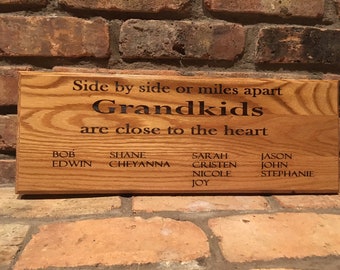 Side by side or miles apart
Grandkids
are close to the heart
BOB SHANE SARAH JASON
EDWIN CHEYANNA CRISTEN JOHN
NICOLE STEPHANIE
JOY